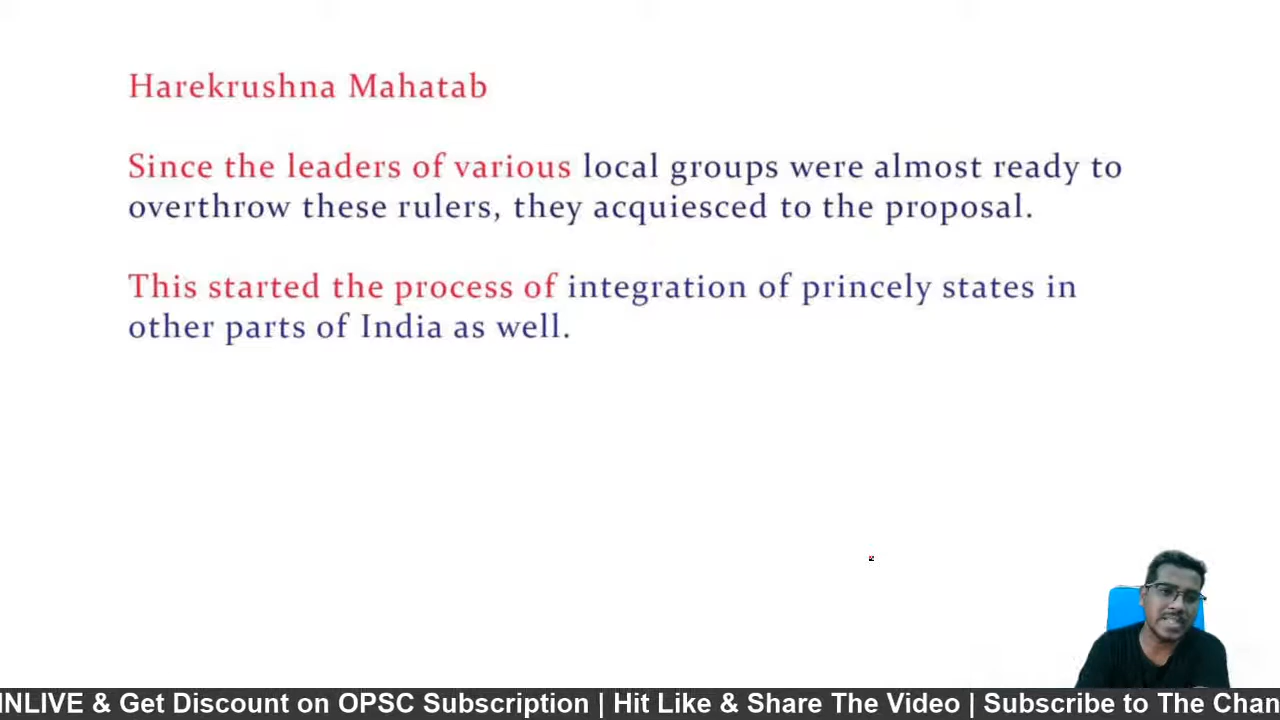 Harekrushna Mahatab
Since the leaders of various local groups were almost ready to
overthrow these rulers, they acquiesced to the proposal.
This started the process of integration of princely states in
other parts of India as well.
INLIVE & Get Discount on OPSC Subscription | Hit Like & Share The Video | Subscribe to The Chan